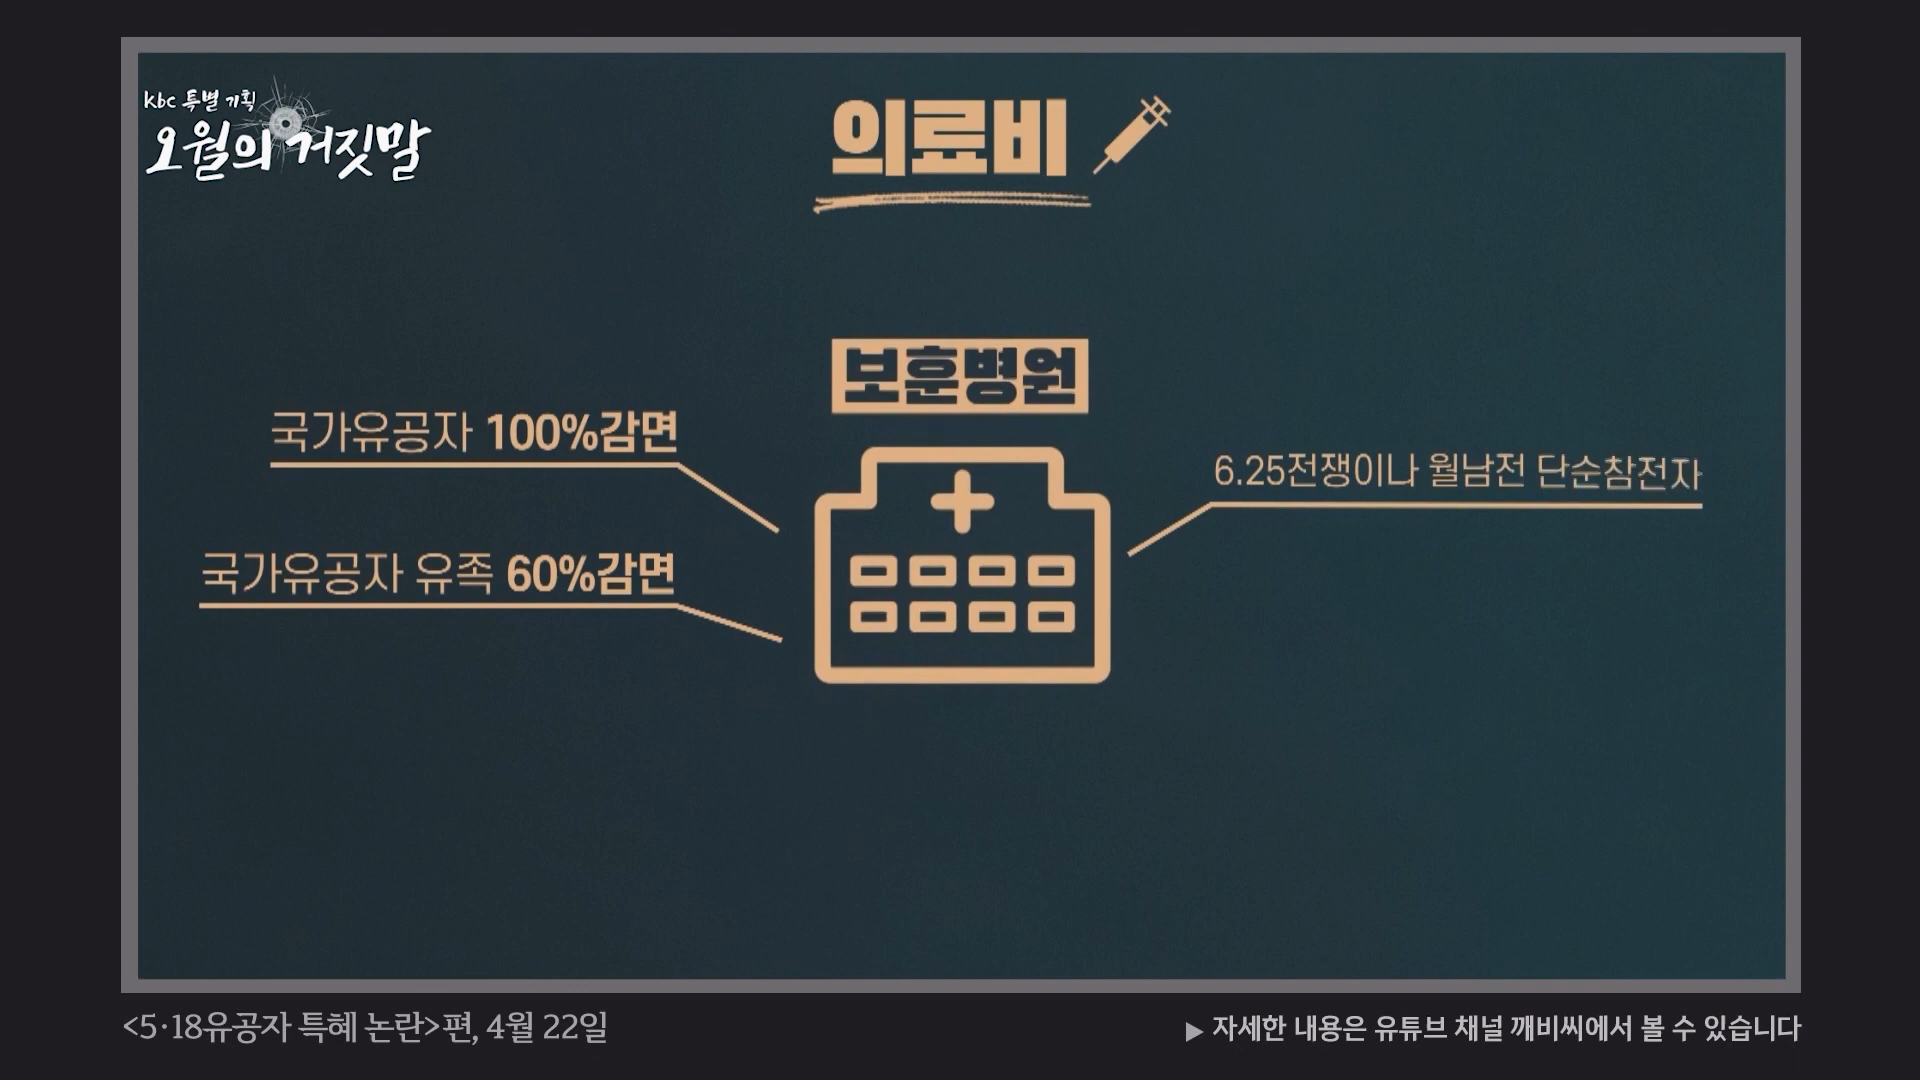 kbc 특별 기획
오월의 거짓말
의료비
보훈병원
국가유공자 100%감면
6.25전쟁이나 월남전 단순참전자
국가유공자 유족 60%감면
<5·18유공자 특혜 논란>편, 4월 22일
▶ 자세한 내용은 유튜브 채널 깨비씨에서 볼 수 있습니다